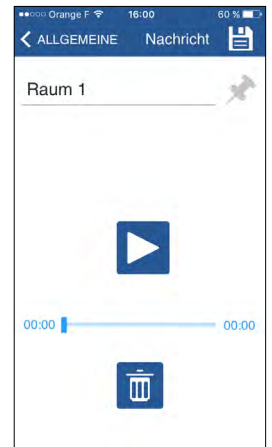 Orange F 16:00 60 %
ALLGEMEINE Nachricht
Raum 1
00:00 00:00